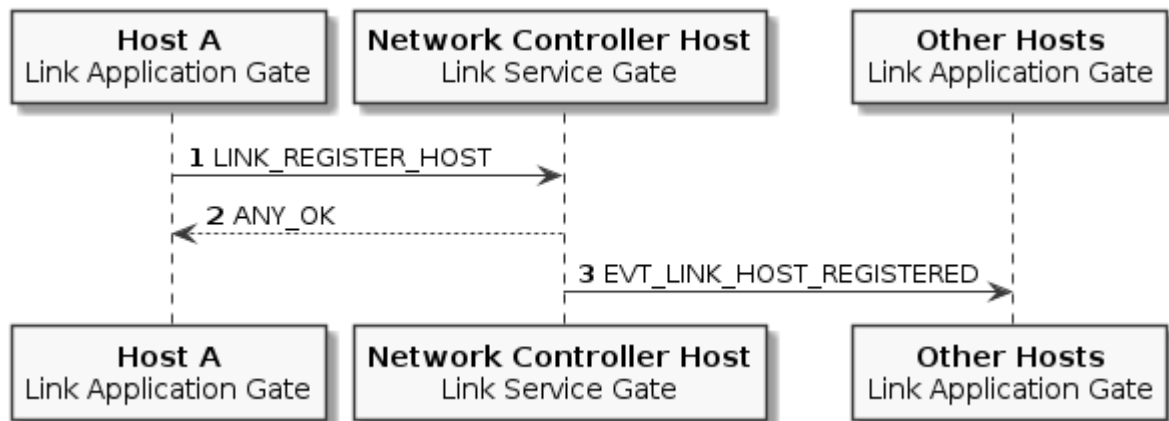 Host A
Link Application Gate
Network Controller Host
Link Service Gate
Other Hosts
Link Application Gate
1 LINK_REGISTER_HOST
2 ANY_OK
3 EVT_LINK_HOST_REGISTERED
Host A
Link Application Gate
Network Controller Host
Link Service Gate
Other Hosts
Link Application Gate